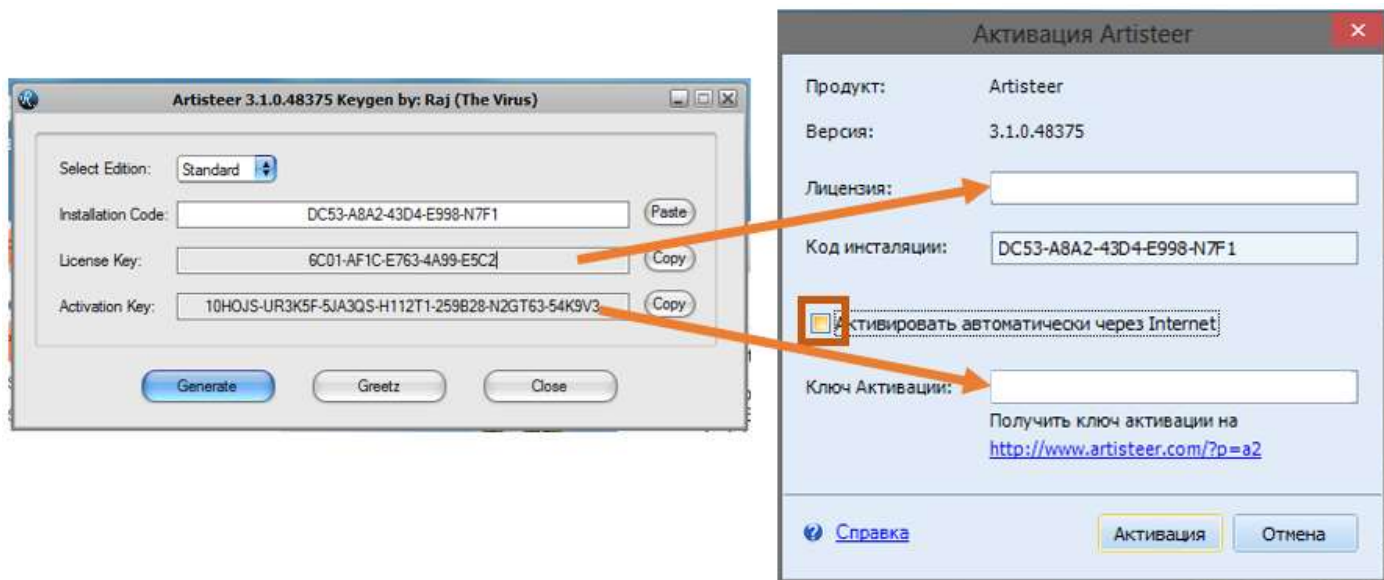 Artisteer 3.1.0.48375 Keygen by: Raj (The Virus)
Select Edition: Standard
Installation Code: DC53-A8A2-43D4-E998-N7F1 Paste
License Key: 6C01-AF1C-E763-4A99-E5C2 Copy
Activation Key: 10HOJS-UR3K5F-5JA3QS-H112T1-259B28-N2GT63-54K9V3 Copy
Generate Greetz Close
Активация Artisteer
Продукт: Artisteer
Версия: 3.1.0.48375
Лицензия:
Код инсталяции: DC53-A8A2-43D4-E998-N7F1
Активировать автоматически через Internet
Ключ Активации:
Получить ключ активации на
http://www.artisteer.com/?p=a2
Справка Активация Отмена